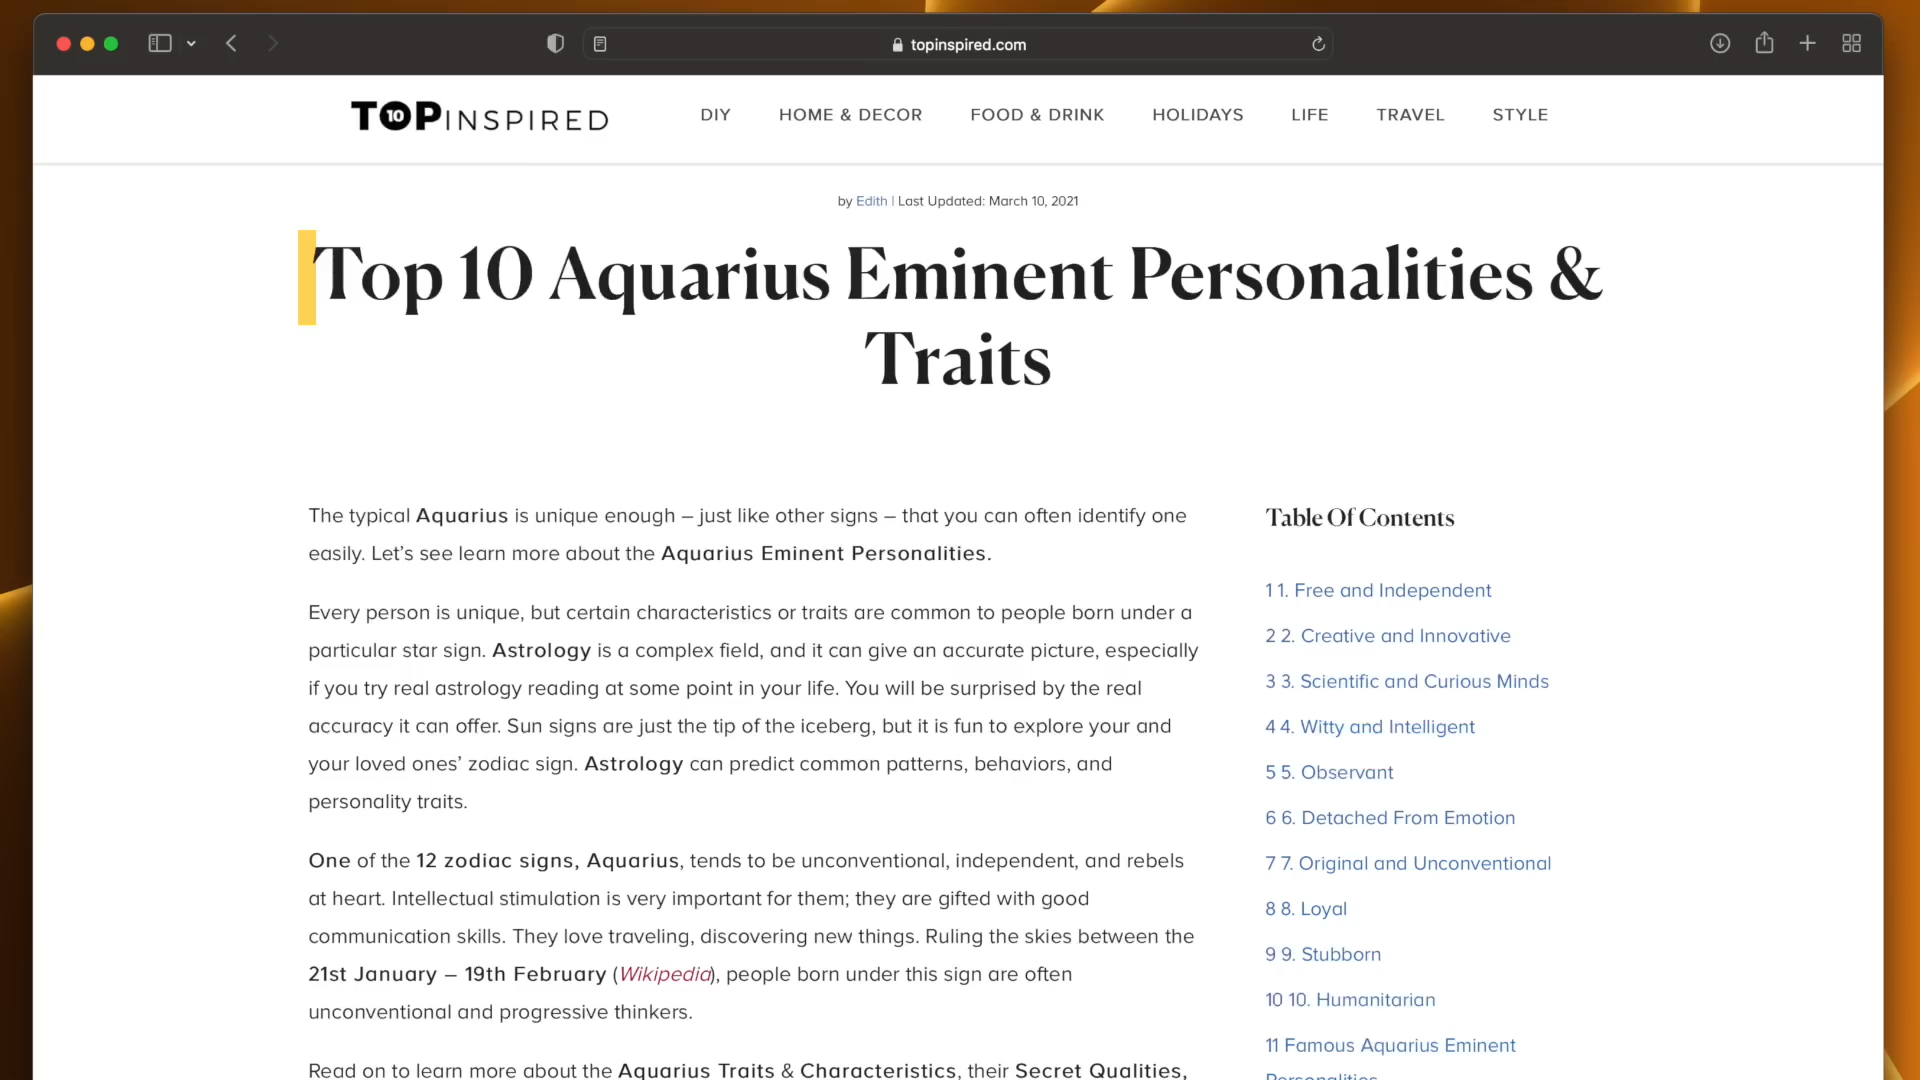 topinspired.com
TOP10INSPIRED
DIY HOME & DECOR FOOD & DRINK HOLIDAYS LIFE TRAVEL STYLE
by Edith | Last Updated: March 10, 2021
Top 10 Aquarius Eminent Personalities &
Traits
The typical Aquarius is unique enough – just like other signs – that you can often identify one
easily. Let’s see learn more about the Aquarius Eminent Personalities.
Every person is unique, but certain characteristics or traits are common to people born under a
particular star sign. Astrology is a complex field, and it can give an accurate picture, especially
if you try real astrology reading at some point in your life. You will be surprised by the real
accuracy it can offer. Sun signs are just the tip of the iceberg, but it is fun to explore your and
your loved ones’ zodiac sign. Astrology can predict common patterns, behaviors, and
personality traits.
One of the 12 zodiac signs, Aquarius, tends to be unconventional, independent, and rebels
at heart. Intellectual stimulation is very important for them; they are gifted with good
communication skills. They love traveling, discovering new things. Ruling the skies between the
21st January – 19th February (Wikipedia), people born under this sign are often
unconventional and progressive thinkers.
Read on to learn more about the Aquarius Traits & Characteristics, their Secret Qualities,
Table Of Contents
1 1. Free and Independent
2 2. Creative and Innovative
3 3. Scientific and Curious Minds
4 4. Witty and Intelligent
5 5. Observant
6 6. Detached From Emotion
7 7. Original and Unconventional
8 8. Loyal
9 9. Stubborn
10 10. Humanitarian
11 Famous Aquarius Eminent
Personalities